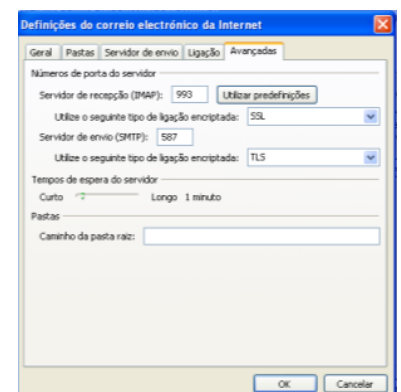 Definições do correio electrónico da Internet
Geral Pastas Servidor de envio Ligação Avançadas
Números de porta do servidor
Servidor de recepção (IMAP): 993 Utilizar predefinições
Utilize o seguinte tipo de ligação encriptada: SSL
Servidor de envio (SMTP): 587
Utilize o seguinte tipo de ligação encriptada: TLS
Tempos de espera do servidor
Curto Longo 1 minuto
Pastas
Caminho da pasta raiz:
OK Cancelar